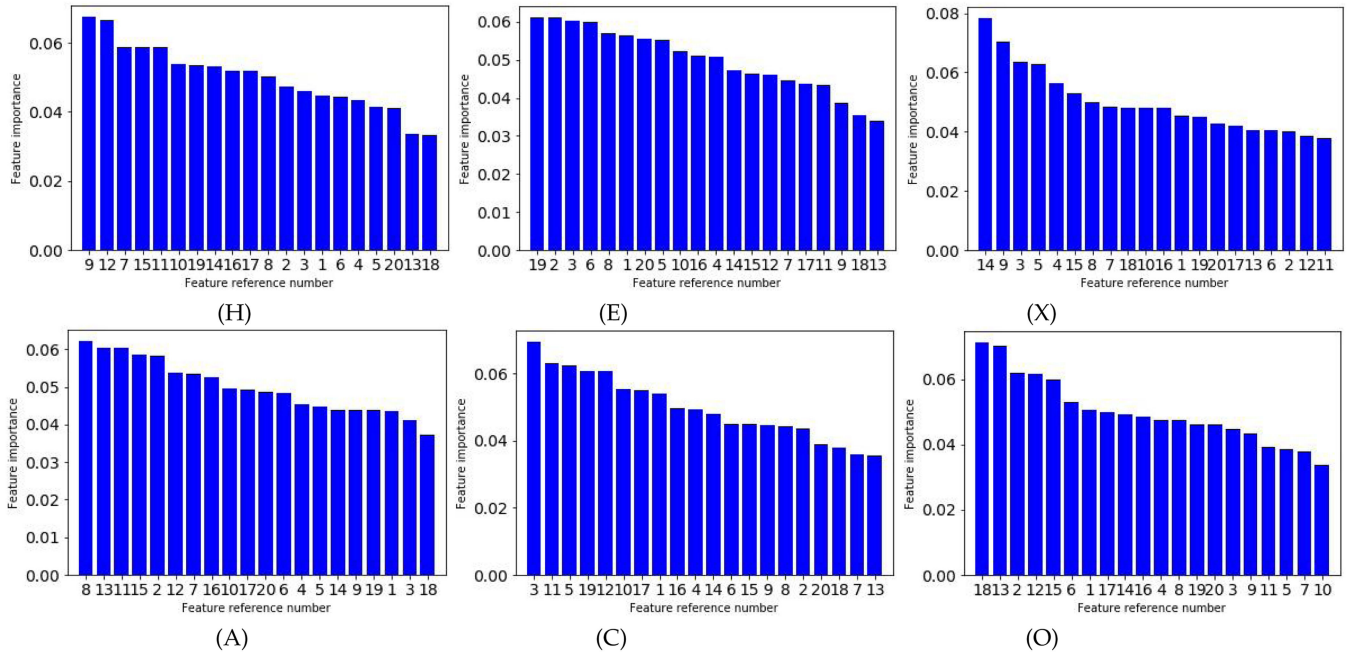 0.06
0.04
0.02
0.00
Feature importance
9 12 7 15 11 10 19 14 16 17 8 2 3 1 6 4 5 20 13 18
Feature reference number
(H)
0.06
0.05
0.04
0.03
0.02
0.01
0.00
Feature importance
19 2 3 6 8 1 20 5 10 16 4 14 15 12 7 17 11 9 18 13
Feature reference number
(E)
0.08
0.06
0.04
0.02
0.00
Feature importance
14 9 3 5 4 15 8 7 18 10 16 1 19 20 17 13 6 2 12 11
Feature reference number
(X)
0.06
0.05
0.04
0.03
0.02
0.01
0.00
Feature importance
8 13 11 15 2 12 7 16 10 17 20 6 4 5 14 9 19 1 3 18
Feature reference number
(A)
0.06
0.04
0.02
0.00
Feature importance
3 11 5 19 12 10 17 1 16 4 14 6 15 9 8 2 20 18 7 13
Feature reference number
(C)
0.06
0.04
0.02
0.00
Feature importance
18 13 2 12 15 6 1 17 14 16 4 8 19 20 3 9 11 5 7 10
Feature reference number
(O)